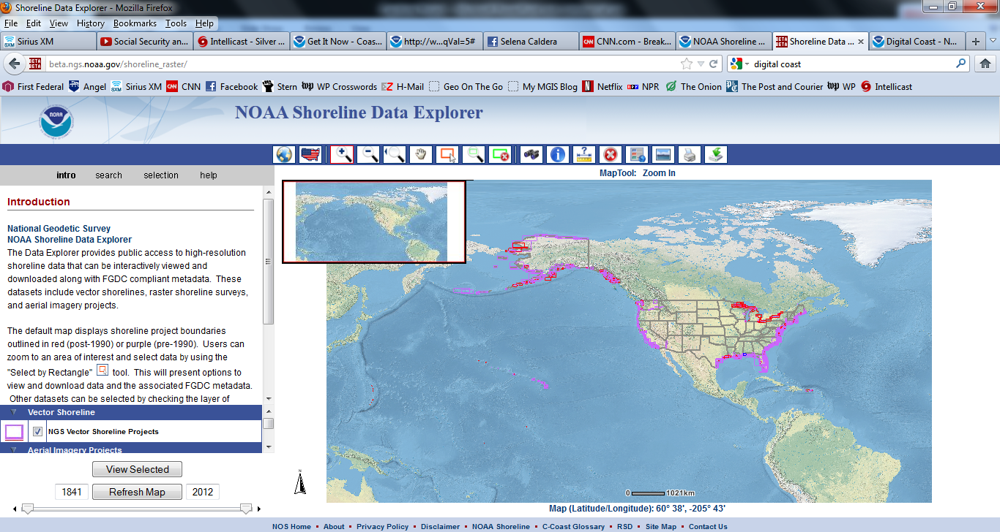 Shoreline Data Explorer - Mozilla Firefox
File Edit View History Bookmarks Tools Help
Sirius XM Social Security an... Intellicast - Silver ... Get It Now - Coas... http://w...qVal=5# Selena Caldera CNN.com - Break... NOAA Shoreline ... Shoreline Data ... Digital Coast - N...
beta.ngs.noaa.gov/shoreline_raster/ digital coast
First Federal Angel Sirius XM CNN Facebook Stern WP Crosswords H-Mail Geo On The Go My MGIS Blog Netflix NPR The Onion The Post and Courier WP Intellicast
NOAA
NOAA Shoreline Data Explorer
intro search selection help
MapTool: Zoom In
Introduction
National Geodetic Survey
NOAA Shoreline Data Explorer
The Data Explorer provides public access to high-resolution
shoreline data that can be interactively viewed and
downloaded along with FGDC compliant metadata. These
datasets include vector shorelines, raster shoreline surveys,
and aerial imagery projects.
The default map displays shoreline project boundaries
outlined in red (post-1990) or purple (pre-1990). Users can
zoom to an area of interest and select data by using the
"Select by Rectangle" tool. This will present options to
view and download data and the associated FGDC metadata.
Other datasets can be selected by checking the layer of
Vector Shoreline
NGS Vector Shoreline Projects
Aerial Imagery Projects
View Selected
1841 Refresh Map 2012
N
0 1021km
Map (Latitude/Longitude): 60° 38', -205° 43'
NOS Home • About • Privacy Policy • Disclaimer • NOAA Shoreline • C-Coast Glossary • RSD • Site Map • Contact Us